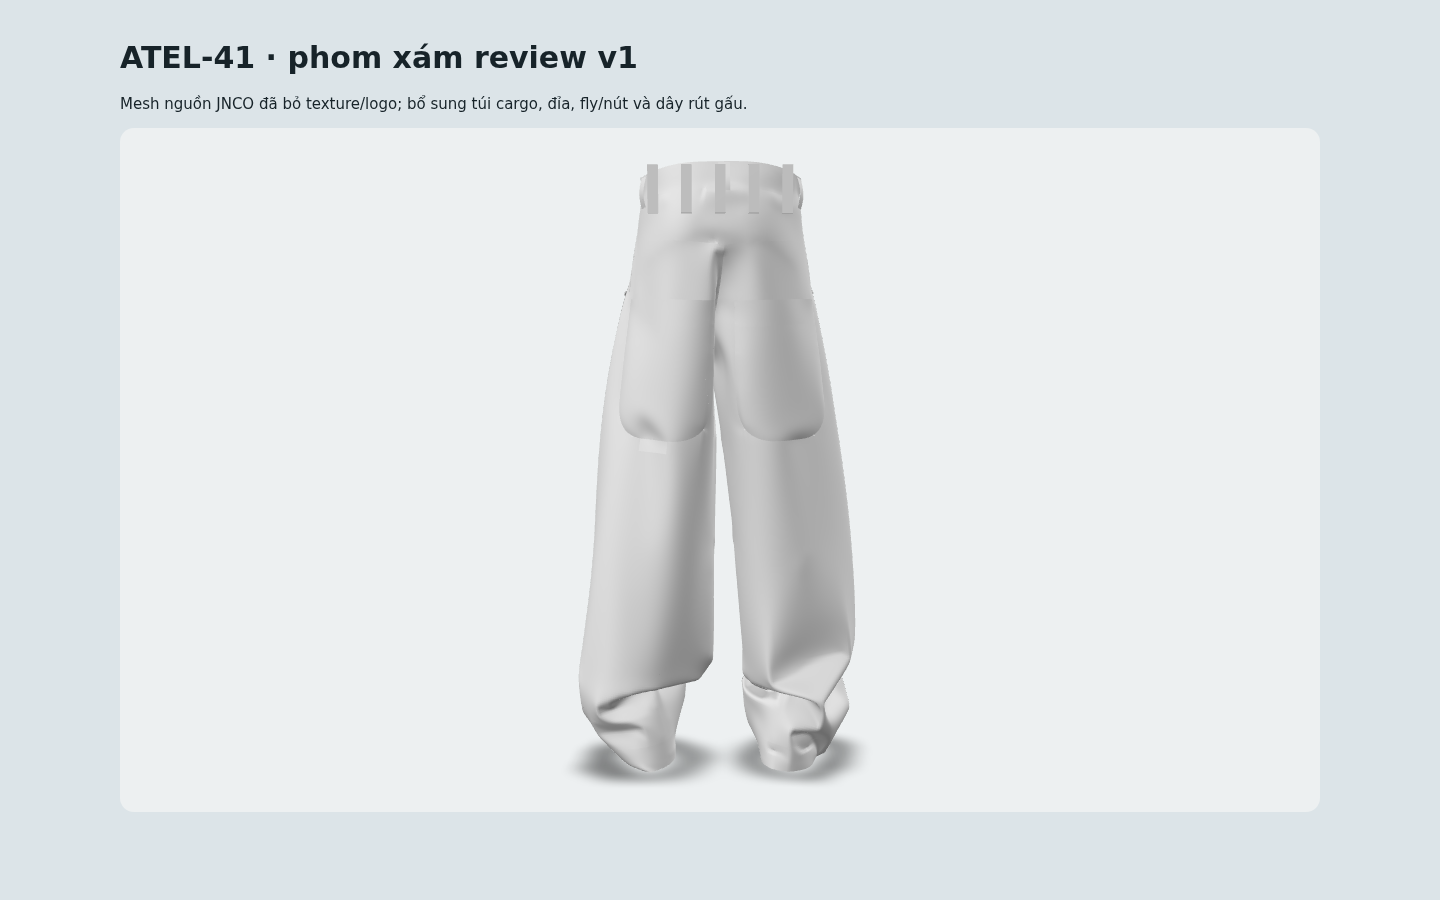 ATEL-41 · phom xám review v1
Mesh nguồn JNCO đã bỏ texture/logo; bổ sung túi cargo, đỉa, fly/nút và dây rút gấu.